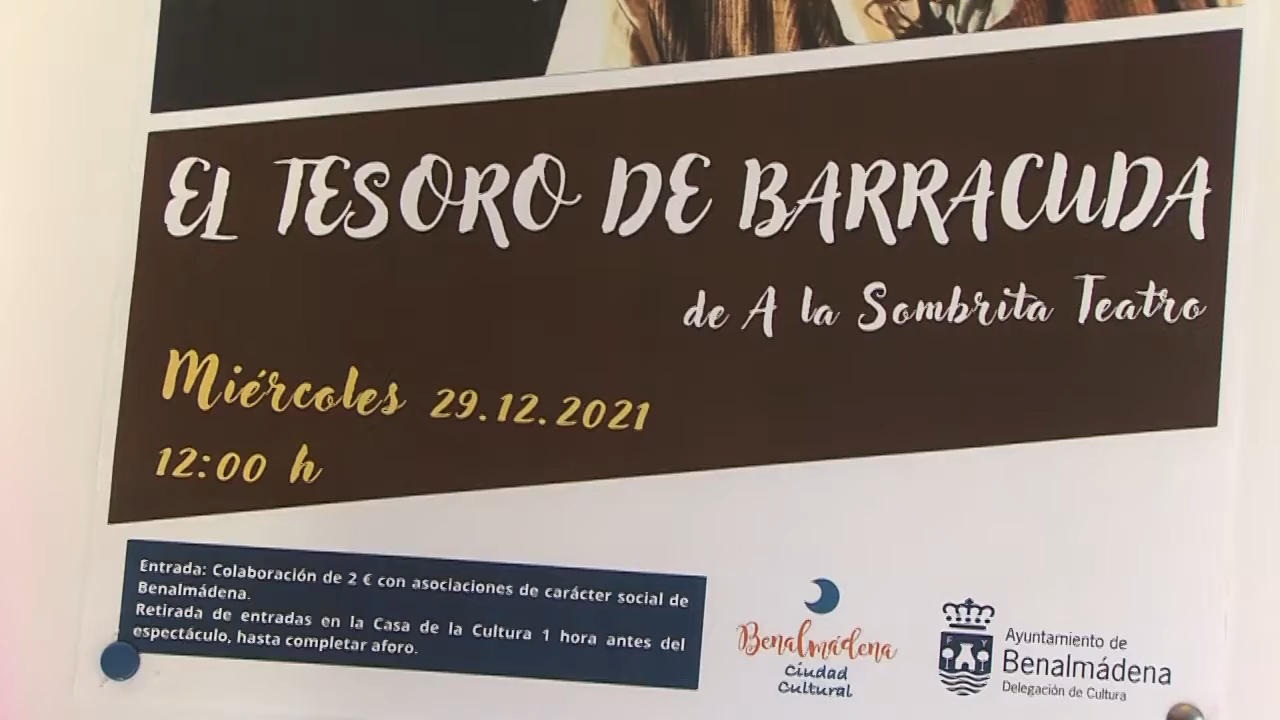 EL TESORO DE BARRACUDA
de A la Sombrita Teatro
Miércoles 29.12.2021
12:00 h
Entrada: Colaboración de 2 € con asociaciones de carácter social de
Benalmádena.
Retirada de entradas en la Casa de la Cultura 1 hora antes del
espectáculo, hasta completar aforo.
Benalmádena
Ciudad
Cultural
F Y
Ayuntamiento de
Benalmádena
Delegación de Cultura